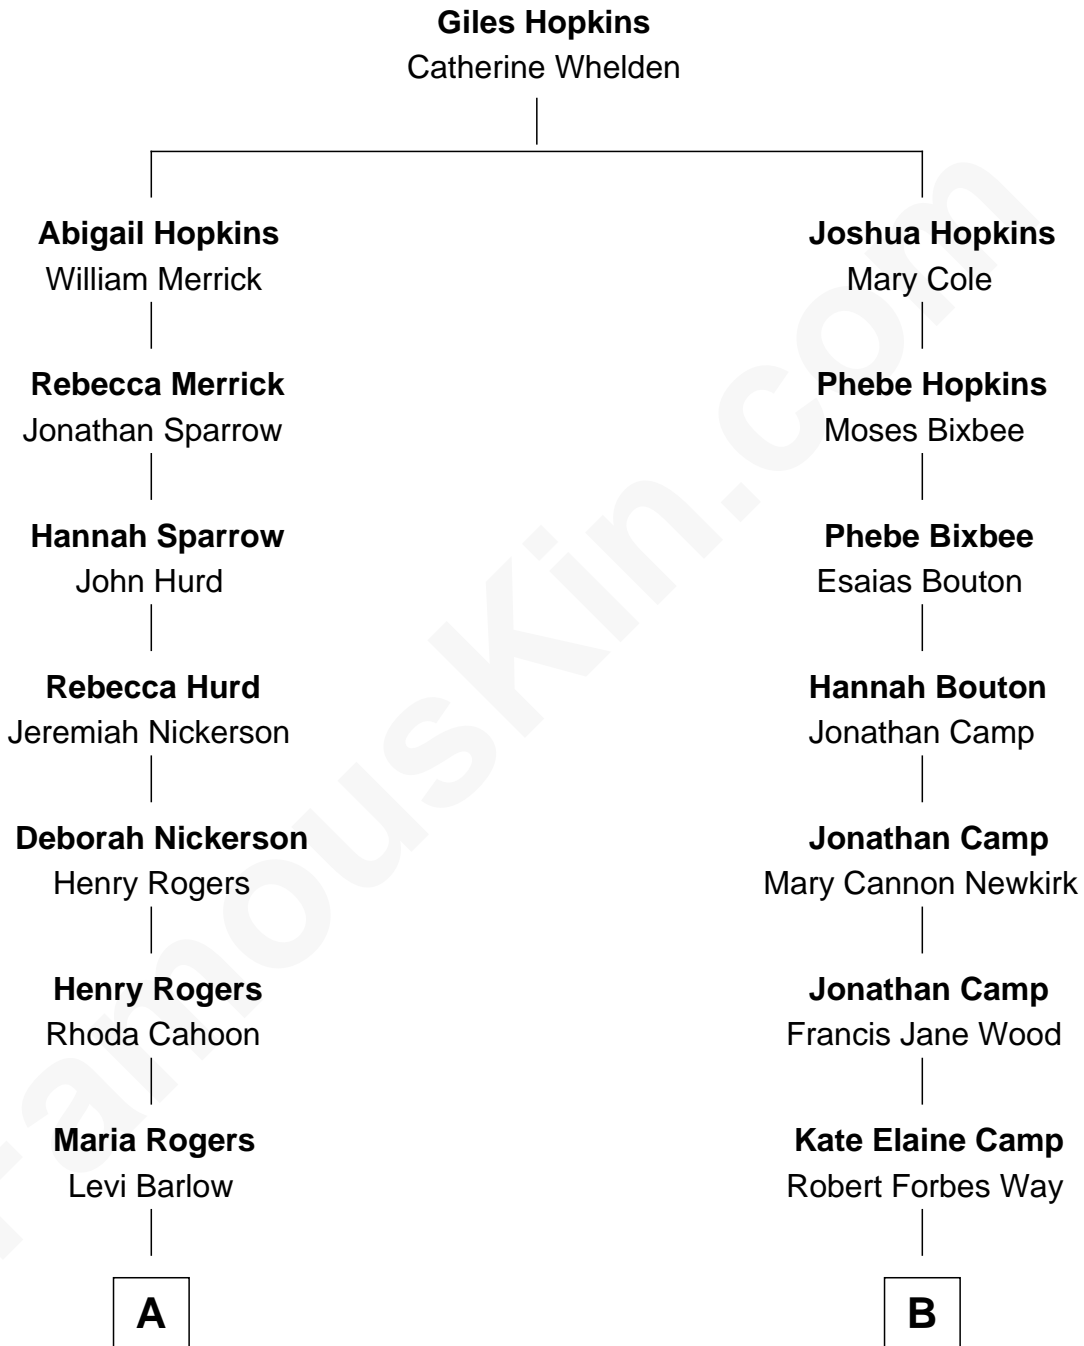 Giles Hopkins
Catherine Whelden
Abigail Hopkins
William Merrick
Joshua Hopkins
Mary Cole
Rebecca Merrick
Jonathan Sparrow
Phebe Hopkins
Moses Bixbee
Hannah Sparrow
John Hurd
Phebe Bixbee
Esaias Bouton
Rebecca Hurd
Jeremiah Nickerson
Hannah Bouton
Jonathan Camp
Deborah Nickerson
Henry Rogers
Jonathan Camp
Mary Cannon Newkirk
Henry Rogers
Rhoda Cahoon
Jonathan Camp
Francis Jane Wood
Maria Rogers
Levi Barlow
Kate Elaine Camp
Robert Forbes Way
A
B
FamousKin.com